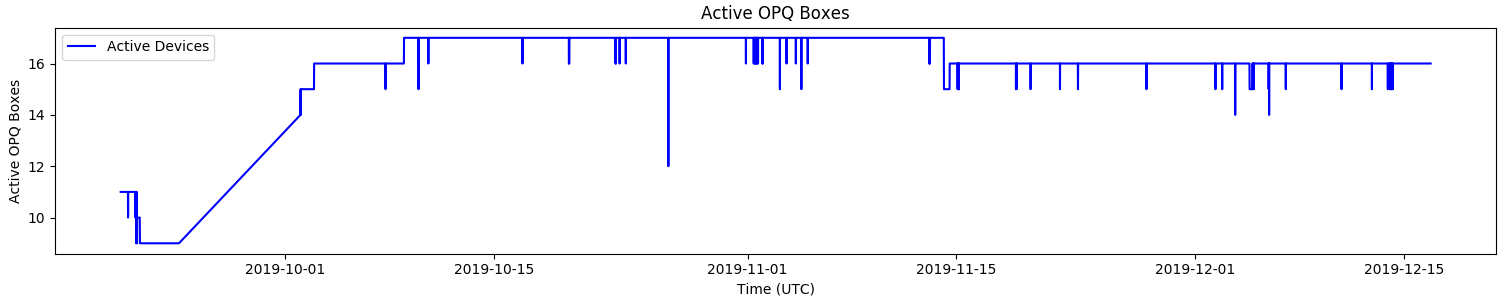 Active OPQ Boxes
Active Devices
Active OPQ Boxes
16
14
12
10
2019-10-01
2019-10-15
2019-11-01
2019-11-15
2019-12-01
2019-12-15
Time (UTC)